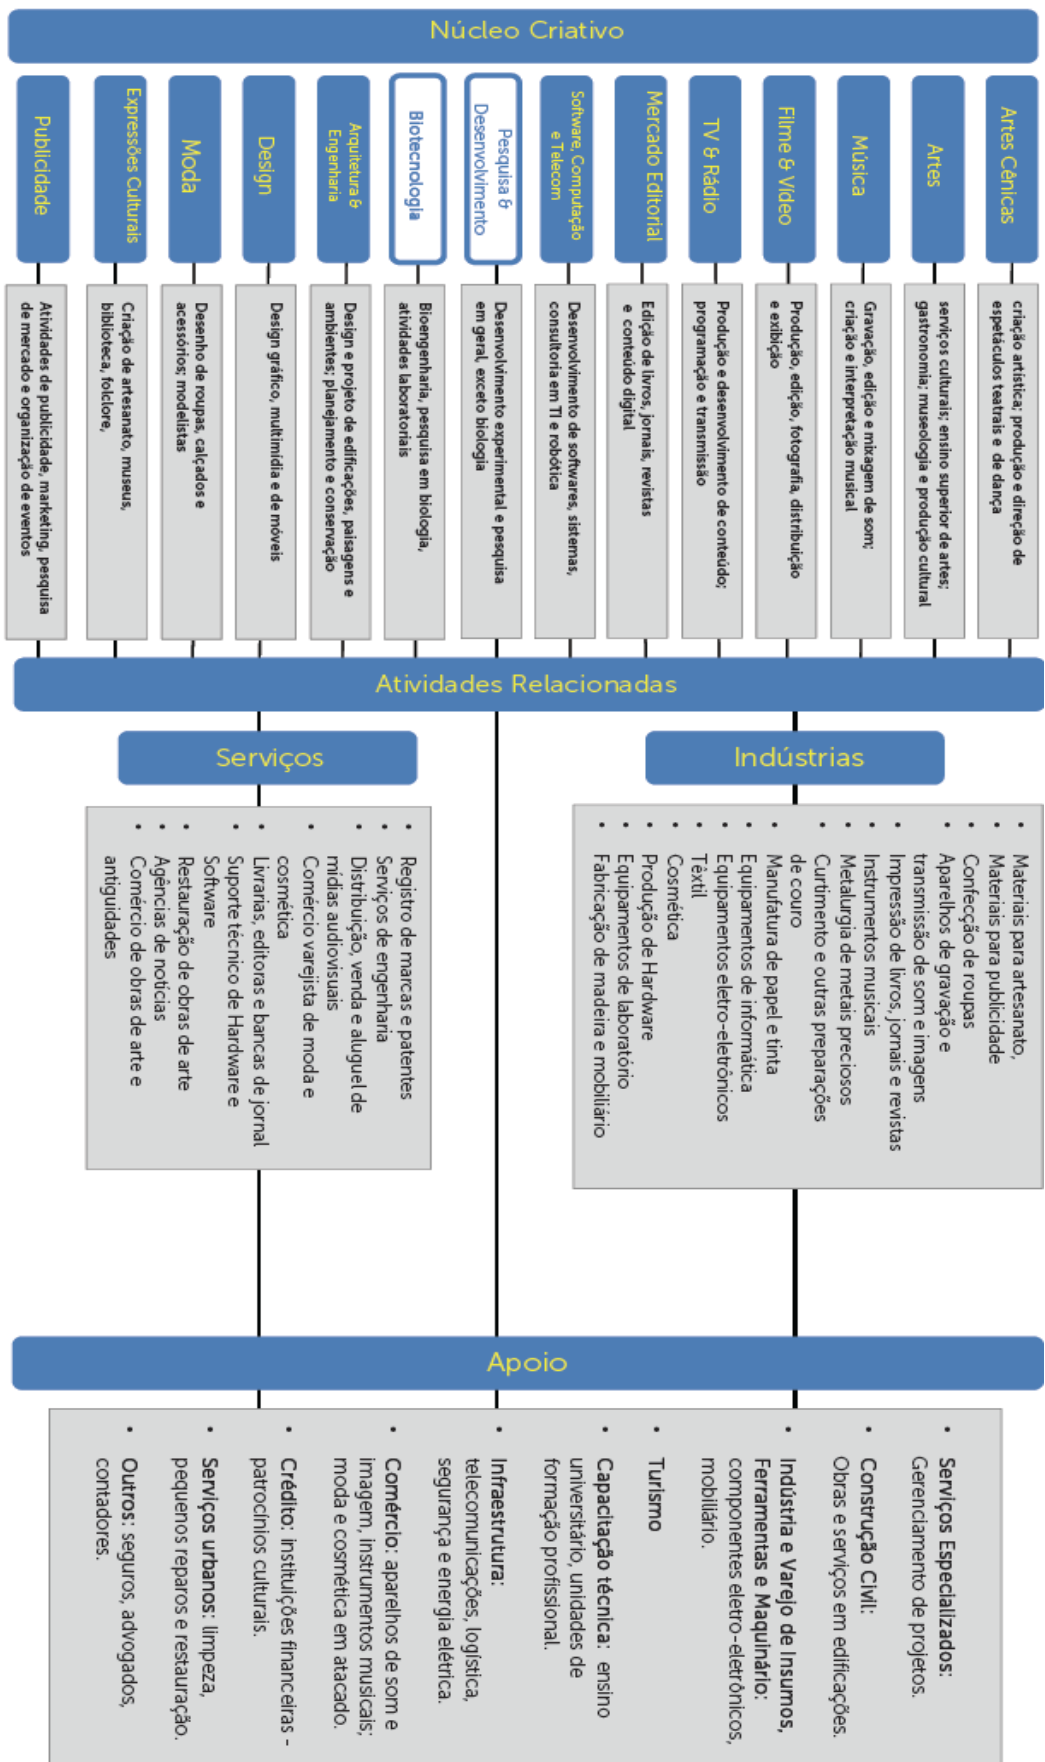 Núcleo Criativo
Artes Cênicas
criação artística; produção e direção de
espetáculos teatrais e de dança
Artes
serviços culturais; ensino superior de artes;
gastronomia; museologia e produção cultural
Música
Gravação, edição e mixagem de som;
criação e interpretação musical
Filme & Vídeo
Produção, edição, fotografia, distribuição
e exibição
TV & Rádio
Produção e desenvolvimento de conteúdo;
programação e transmissão
Mercado Editorial
Edição de livros, jornais, revistas
e conteúdo digital
Software, Computação
e Telecom
Desenvolvimento de softwares, sistemas,
consultoria em TI e robótica
Pesquisa &
Desenvolvimento
Desenvolvimento experimental e pesquisa
em geral, exceto biologia
Biotecnologia
Bioengenharia, pesquisa em biologia,
atividades laboratoriais
Arquitetura &
Engenharia
Design e projeto de edificações, paisagens e
ambientes; planejamento e conservação
Design
Design gráfico, multimídia e de móveis
Moda
Desenho de roupas, calçados e
acessórios; modelistas
Expressões Culturais
Criação de artesanato, museus,
biblioteca, folclore,
Publicidade
Atividades de publicidade, marketing, pesquisa
de mercado e organização de eventos
Atividades Relacionadas
Indústrias
• Materiais para artesanato,
• Materiais para publicidade
• Confecção de roupas
• Aparelhos de gravação e
transmissão de som e imagens
• Impressão de livros, jornais e revistas
• Instrumentos musicais
• Metalurgia de metais preciosos
• Curtimento e outras preparações
de couro
• Manufatura de papel e tinta
• Equipamentos de informática
• Equipamentos eletro-eletrônicos
• Têxtil
• Cosmética
• Produção de Hardware
• Equipamentos de laboratório
• Fabricação de madeira e mobiliário
Serviços
• Registro de marcas e patentes
• Serviços de engenharia
• Distribuição, venda e aluguel de
mídias audiovisuais
• Comércio varejista de moda e
cosmética
• Livrarias, editoras e bancas de jornal
• Suporte técnico de Hardware e
Software
• Restauração de obras de arte
• Agências de notícias
• Comércio de obras de arte e
antiguidades
Apoio
• Serviços Especializados:
Gerenciamento de projetos.
• Construção Civil:
Obras e serviços em edificações.
• Indústria e Varejo de Insumos,
Ferramentas e Maquinário:
componentes eletro-eletrônicos,
mobiliário.
• Turismo
• Capacitação técnica: ensino
universitário, unidades de
formação profissional.
• Infraestrutura:
telecomunicações, logística,
segurança e energia elétrica.
• Comércio: aparelhos de som e
imagem, instrumentos musicais;
moda e cosmética em atacado.
• Crédito: instituições financeiras -
patrocínios culturais.
• Serviços urbanos: limpeza,
pequenos reparos e restauração.
• Outros: seguros, advogados,
contadores.